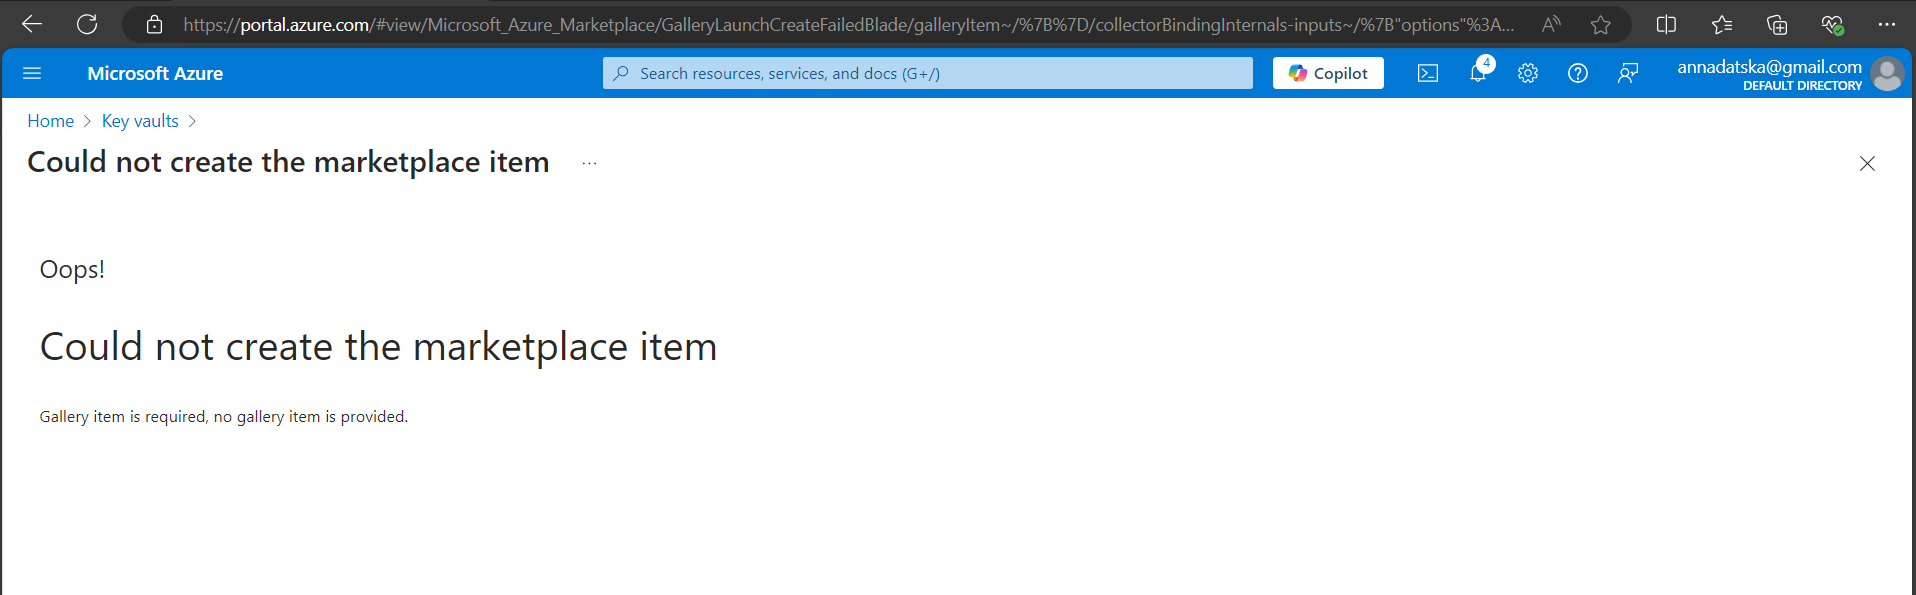 https://portal.azure.com/#view/Microsoft_Azure_Marketplace/GalleryLaunchCreateFailedBlade/galleryItem~/%7B%7D/collectorBindingInternals-inputs~/%7B"options"%3A...
Microsoft Azure
Search resources, services, and docs (G+/)
Copilot
4
annadatska@gmail.com
DEFAULT DIRECTORY
Home > Key vaults >
Could not create the marketplace item ...
Oops!
Could not create the marketplace item
Gallery item is required, no gallery item is provided.